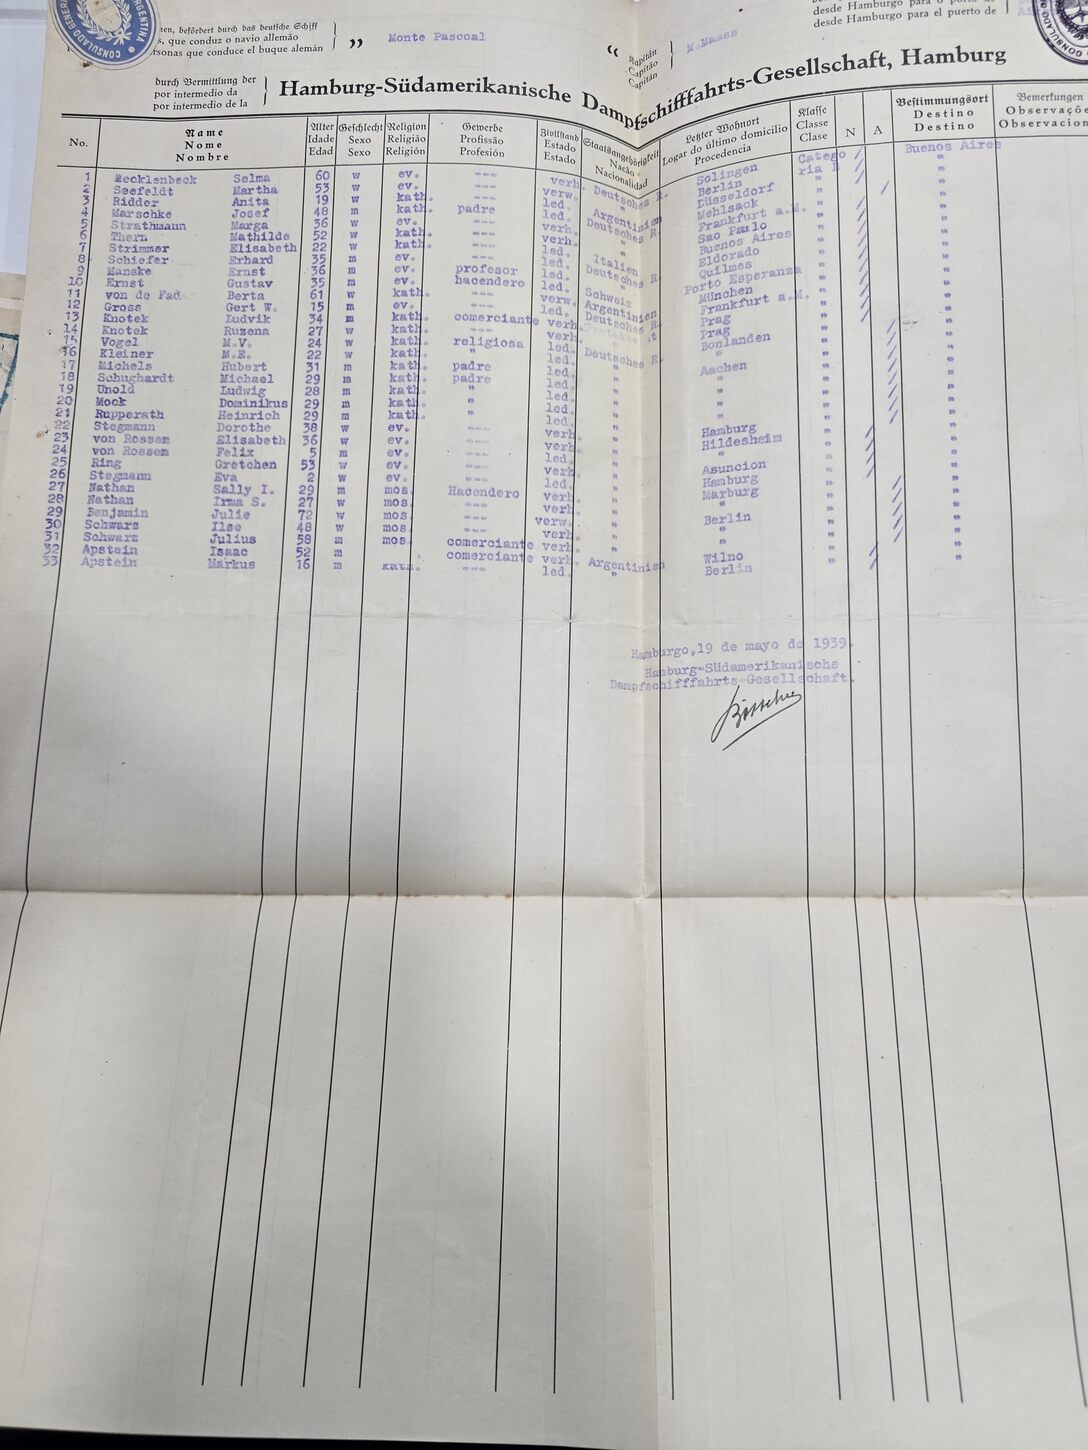 CONSULADO GENERAL
ARGENTINA
desde Hamburgo para o porto de
desde Hamburgo para el puerto de
befördert durch das deutsche Schiff
que conduz o navio allemão
personas que conduce el buque alemán
„ Monte Pascoal “
Kapitän
Capitão
Capitán
M. Maass
durch Vermittlung der
por intermedio da
por intermedio de la
Hamburg-Südamerikanische Dampfschifffahrts-Gesellschaft, Hamburg
No. Name Nome Nombre Alter Idade Edad Geschlecht Sexo Sexo Religion Religião Religión Gewerbe Profissão Profesión Zivilstand Estado Estado Staatsangehörigkeit Nação Nacionalidad Letzter Wohnort Logar do último domicilio Procedencia Klasse Classe Clase N A Bestimmungsort Destino Destino Bemerkungen Observaçõe Observacion
1 Mecklenbeck Selma 60 w ev. --- verh. Deutsches R. Solingen Catego ria B / Buenos Aires
2 Seefeldt Martha 53 w ev. --- verw. " Berlin " / "
3 Ridder Anita 19 w kath. --- led. Argentinien Düsseldorf " / "
4 Marschke Josef 48 m kath. padre led. Deutsches R. Mehlsack " / "
5 Strathmann Marga 36 w ev. --- verh. " Frankfurt a.M. " / "
6 Thern Mathilde 52 w kath. --- verh. " Sao Paulo " / "
7 Strimmer Elisabeth 22 w kath. --- led. Italien Buenos Aires " / "
8 Schiefer Erhard 35 m ev. --- led. Deutsches R. Eldorado " / "
9 Manske Ernst 36 m ev. profesor led. " Quilmes " / "
10 Ernst Gustav 35 m ev. hacendero led. Schweiz Porto Esperanza " / "
11 von de Fad Berta 61 w kath. --- verw. Argentinien München " / "
12 Gross Gert W. 15 m ev. --- led. Deutsches R. Frankfurt a.M. " / "
13 Knotek Ludvik 34 m kath. comerciante verh. Prag " / "
14 Knotek Ruzena 27 w kath. --- verh. " Prag " / "
15 Vogel M.V. 24 w kath. religiosa led. Deutsches R. Bonlanden " / "
16 Kleiner M.E. 22 w kath. " led. " " / "
17 Michels Hubert 31 m kath. padre led. " Aachen " / "
18 Schughardt Michael 29 m kath. padre led. " " " / "
19 Unold Ludwig 28 m kath. " led. " " " / "
20 Mock Dominikus 29 m kath. " led. " " " / "
21 Rupperath Heinrich 29 m kath. " led. " " " / "
22 Stegmann Dorothe 38 w ev. --- verh. " Hamburg " / "
23 von Rossem Elisabeth 36 w ev. --- verh. " Hildesheim " / "
24 von Rossem Felix 5 m ev. --- led. " " " / "
25 Ring Gretchen 53 w ev. --- verh. " Asuncion " / "
26 Stegmann Eva 2 w ev. --- led. " Hamburg " / "
27 Nathan Sally I. 29 m mos. Hacendero verh. " Marburg " / "
28 Nathan Irma S. 27 w mos. --- verh. " " " / "
29 Benjamin Julie 72 w mos. --- verw. " Berlin " / "
30 Schwarz Ilse 48 w mos. --- verh. " " " / "
31 Schwarz Julius 58 m mos. comerciante verh. " " " / "
32 Apstein Isaac 52 m comerciante verh. Argentinien Wilno " / "
33 Apstein Markus 16 m kath. --- led. " Berlin " / "
Hamburgo, 19 de mayo de 1939.
Hamburg-Südamerikanische
Dampfschifffahrts-Gesellschaft.